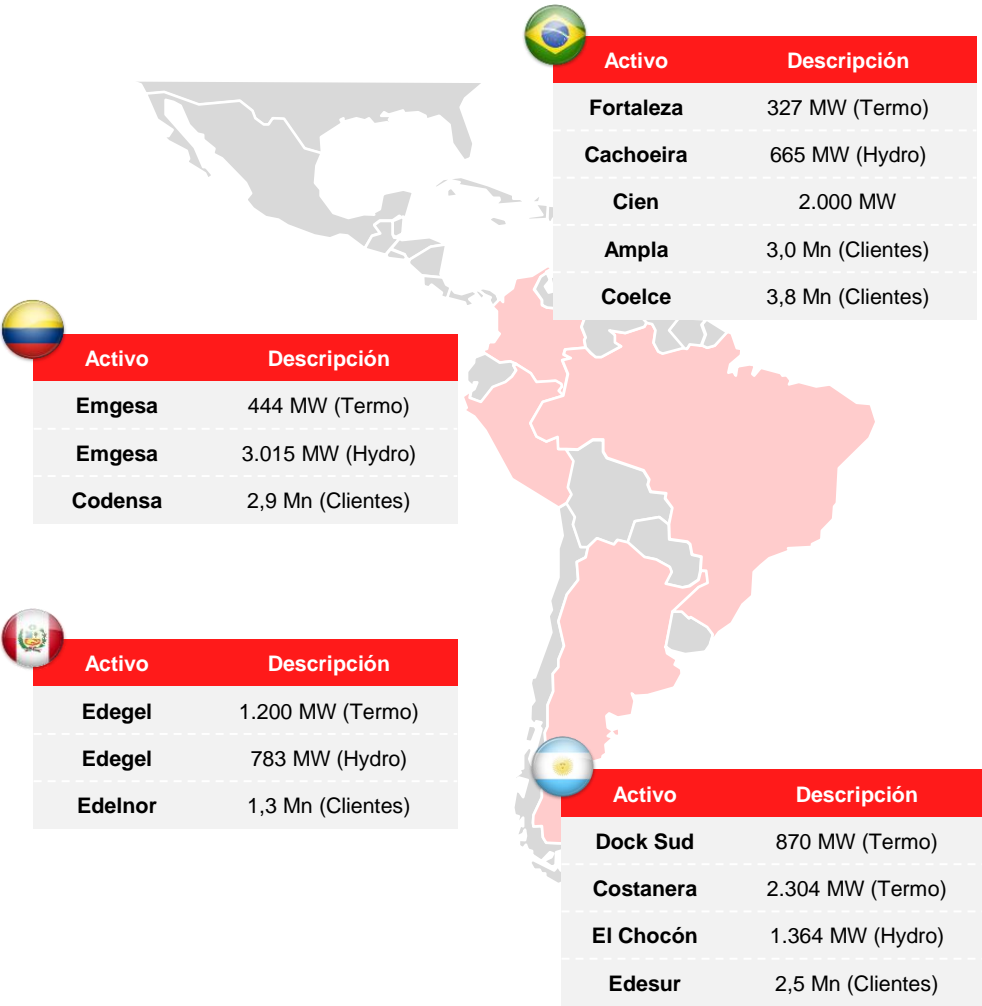 Activo Descripción
Fortaleza 327 MW (Termo)
Cachoeira 665 MW (Hydro)
Cien 2.000 MW
Ampla 3,0 Mn (Clientes)
Coelce 3,8 Mn (Clientes)
Activo Descripción
Emgesa 444 MW (Termo)
Emgesa 3.015 MW (Hydro)
Codensa 2,9 Mn (Clientes)
Activo Descripción
Edegel 1.200 MW (Termo)
Edegel 783 MW (Hydro)
Edelnor 1,3 Mn (Clientes)
Activo Descripción
Dock Sud 870 MW (Termo)
Costanera 2.304 MW (Termo)
El Chocón 1.364 MW (Hydro)
Edesur 2,5 Mn (Clientes)